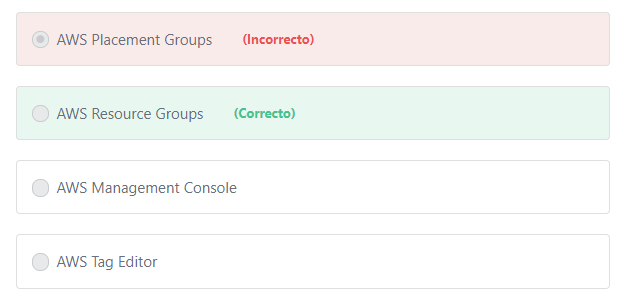 AWS Placement Groups (Incorrecto)
AWS Resource Groups (Correcto)
AWS Management Console
AWS Tag Editor